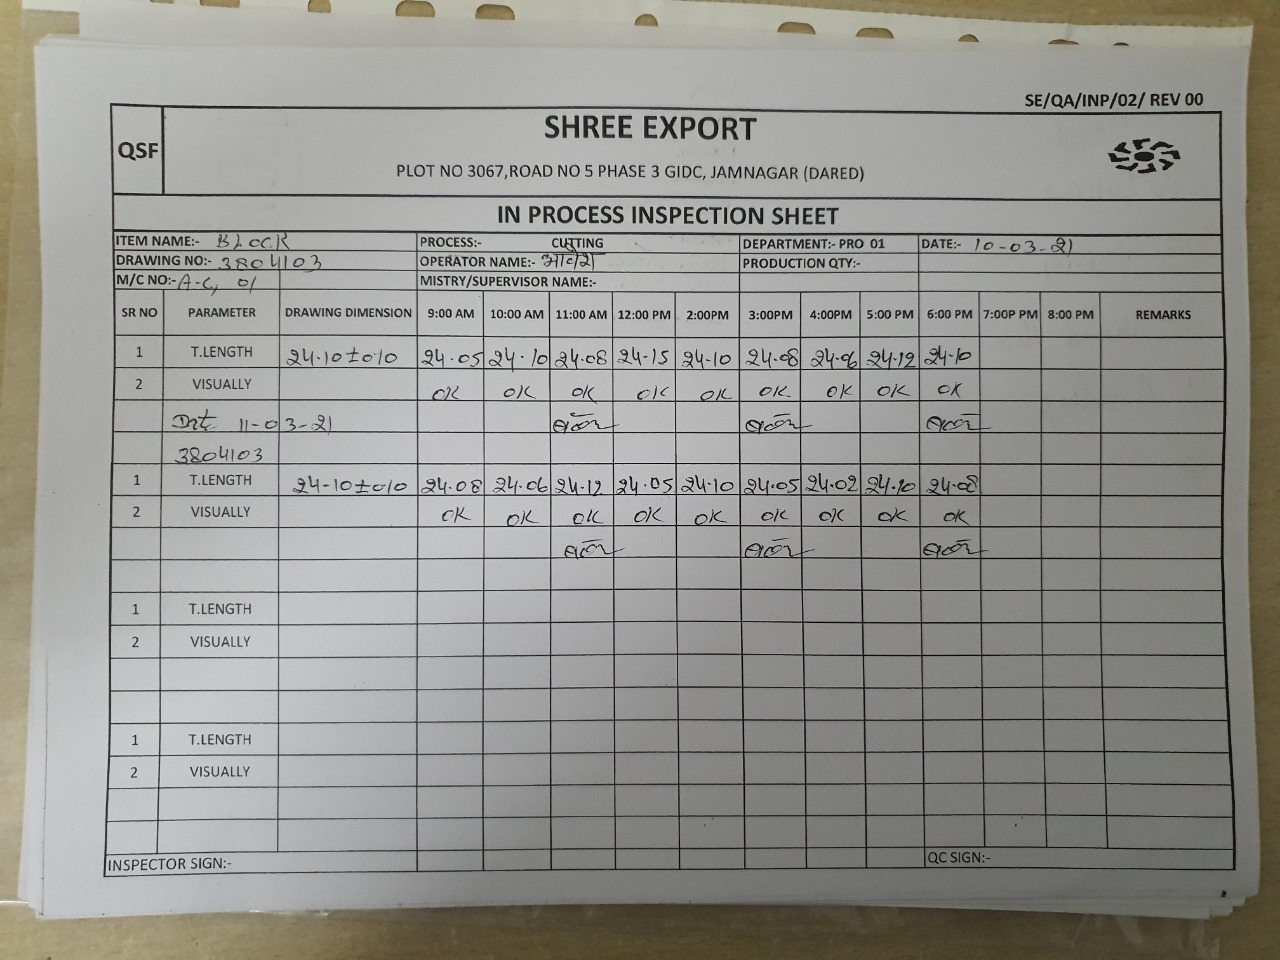 SE/QA/INP/02/ REV 00
QSF
SHREE EXPORT
PLOT NO 3067,ROAD NO 5 PHASE 3 GIDC, JAMNAGAR (DARED)
IN PROCESS INSPECTION SHEET
ITEM NAME:- BLOCK PROCESS:- CUTTING DEPARTMENT:- PRO 01 DATE:- 10-03-21
DRAWING NO:- 3804103 OPERATOR NAME:- PRODUCTION QTY:-
M/C NO:- A-C, 01 MISTRY/SUPERVISOR NAME:-
SR NO PARAMETER DRAWING DIMENSION 9:00 AM 10:00 AM 11:00 AM 12:00 PM 2:00PM 3:00PM 4:00PM 5:00 PM 6:00 PM 7:00P PM 8:00 PM REMARKS
1 T.LENGTH 24.10±0.10 24.05 24.10 24.08 24.15 24.10 24.08 24.06 24.12 24.10
2 VISUALLY OK OK OK OK OK OK OK OK OK
11-03-21
3804103
1 T.LENGTH 24.10±0.10 24.08 24.06 24.12 24.05 24.10 24.05 24.02 24.10 24.08
2 VISUALLY OK OK OK OK OK OK OK OK OK
1 T.LENGTH
2 VISUALLY
1 T.LENGTH
2 VISUALLY
INSPECTOR SIGN:- QC SIGN:-